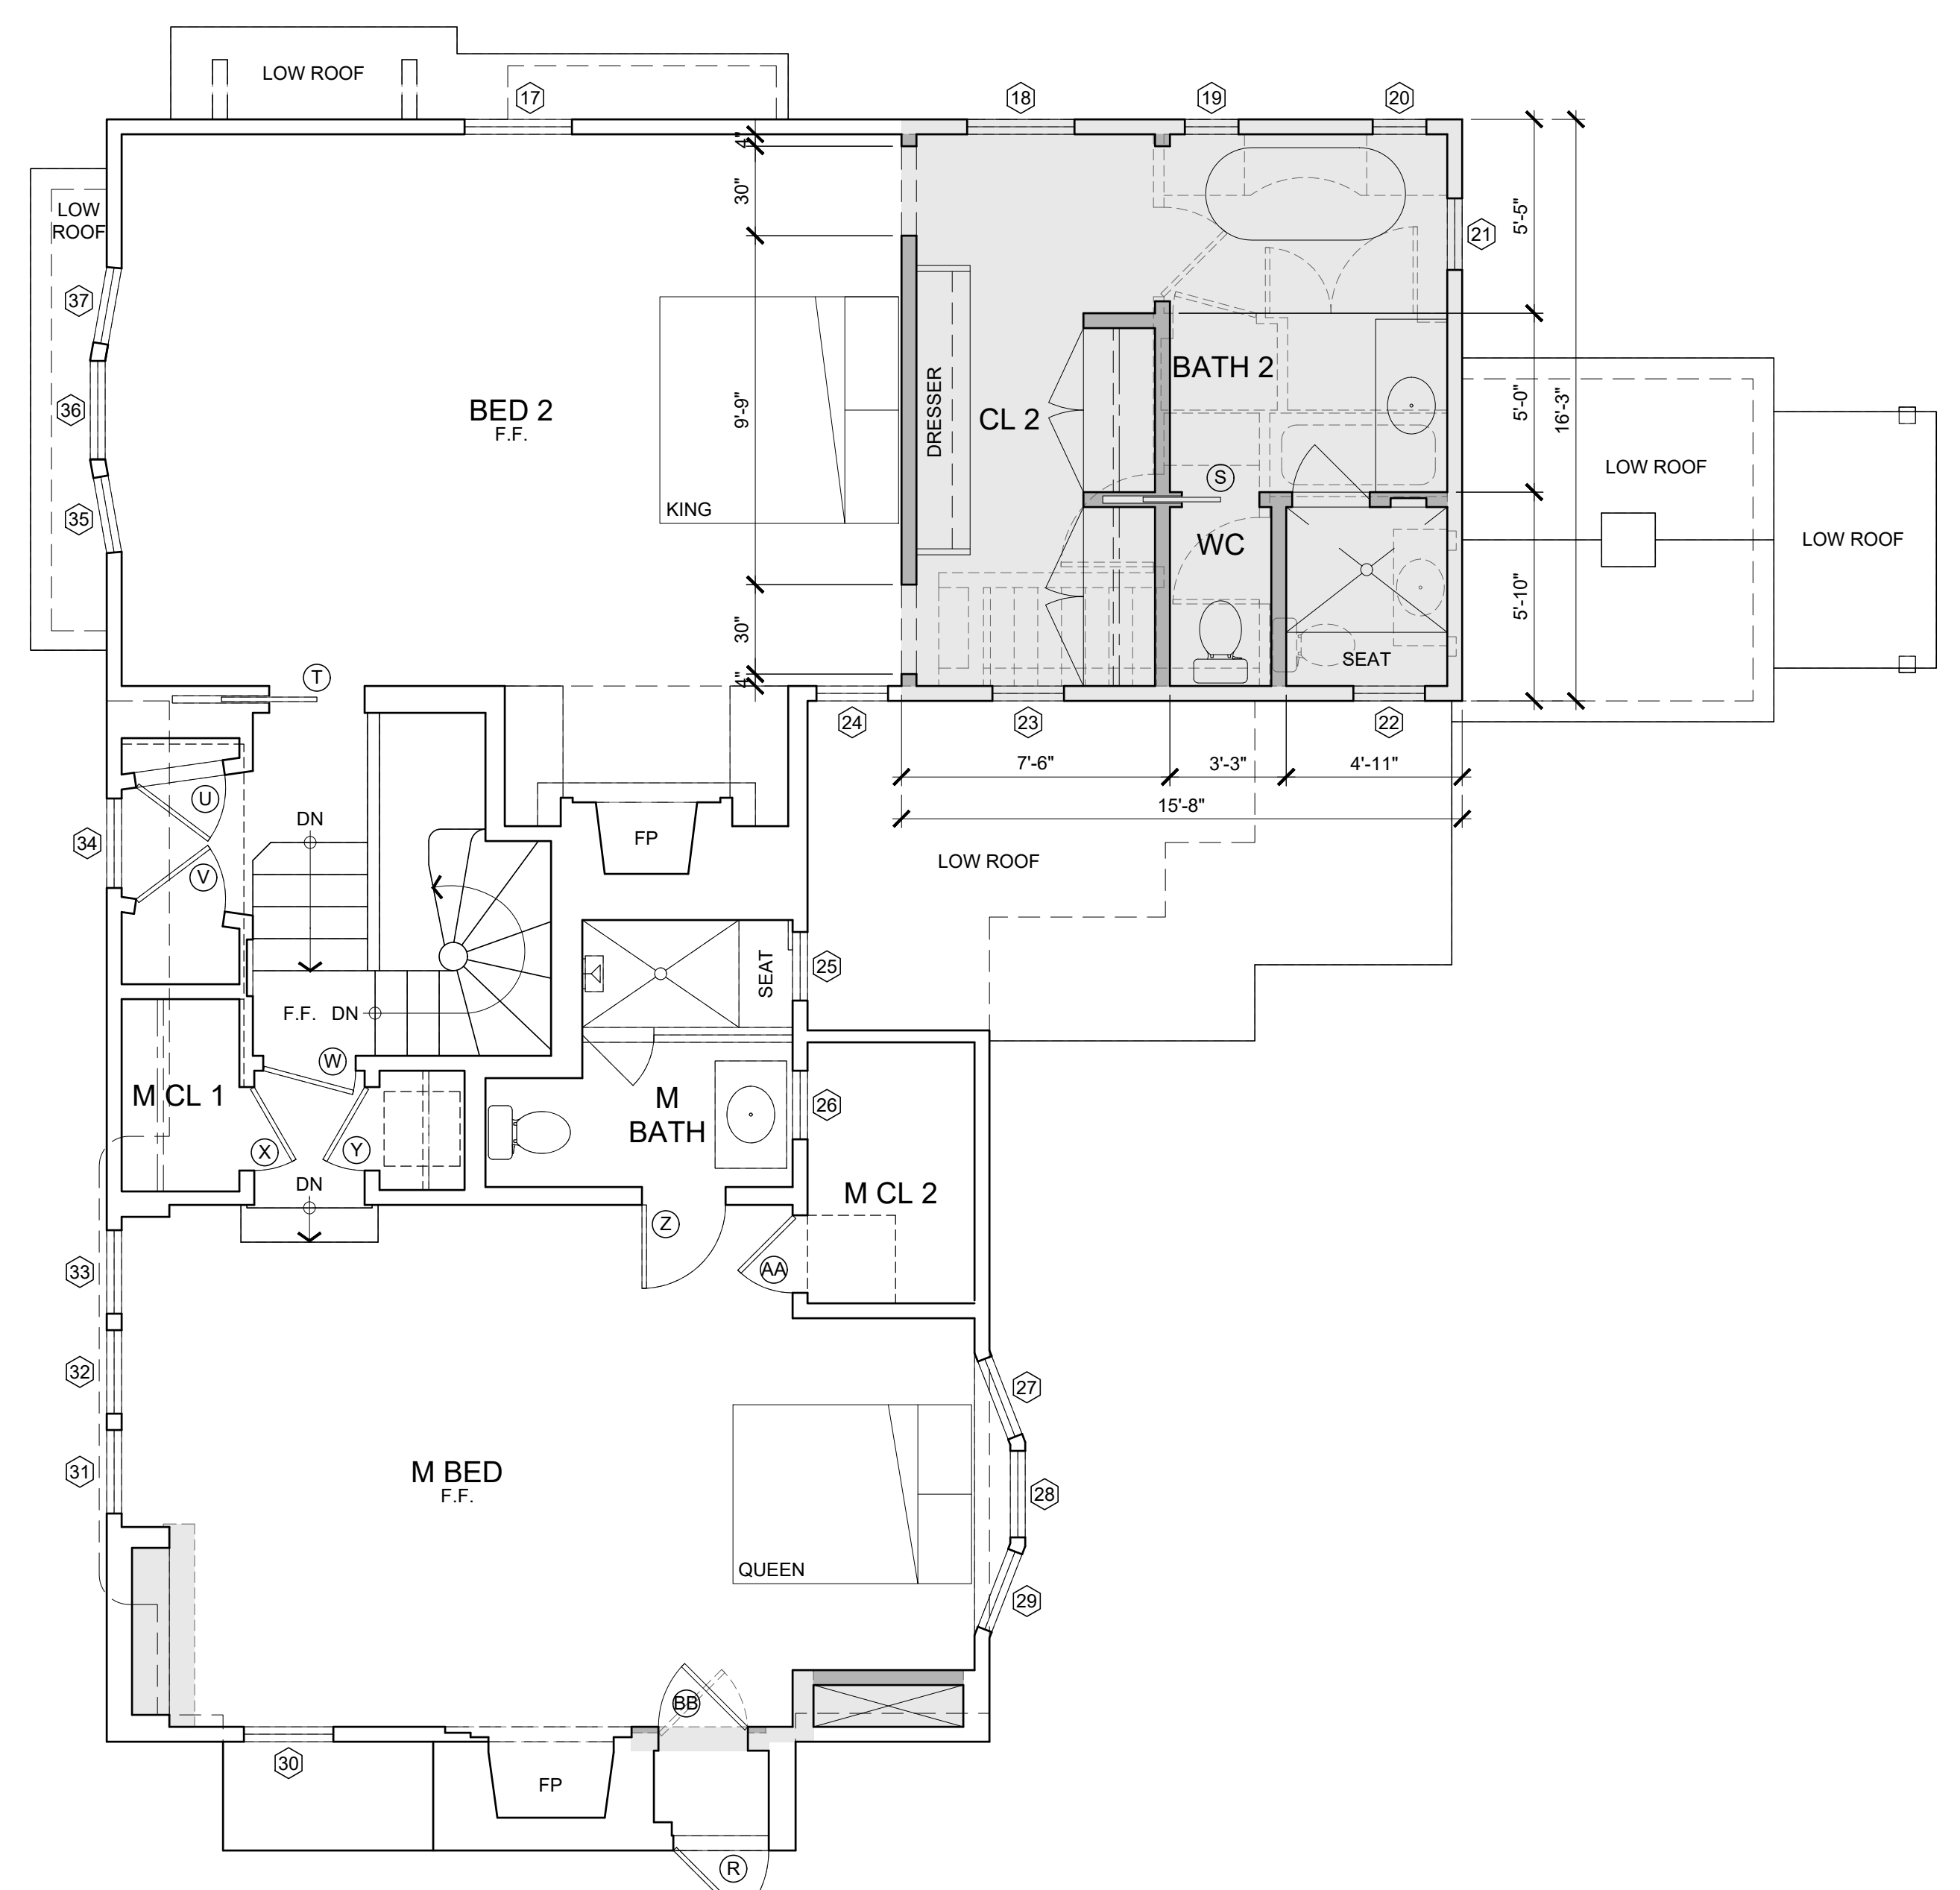 LOW ROOF
17
18
19
20
4"
30"
9'-9"
30"
4"
LOW
ROOF
37
36
35
BED 2
F.F.
KING
DRESSER
CL 2
BATH 2
S
WC
SEAT
21
5'-5"
5'-0"
5'-10"
16'-3"
LOW ROOF
LOW ROOF
T
24
23
22
7'-6"
3'-3"
4'-11"
15'-8"
LOW ROOF
U
V
34
DN
FP
F.F.
DN
W
SEAT
25
M CL 1
X
Y
M
BATH
26
DN
M CL 2
Z
AA
33
32
31
27
28
29
M BED
F.F.
QUEEN
BB
30
FP
R